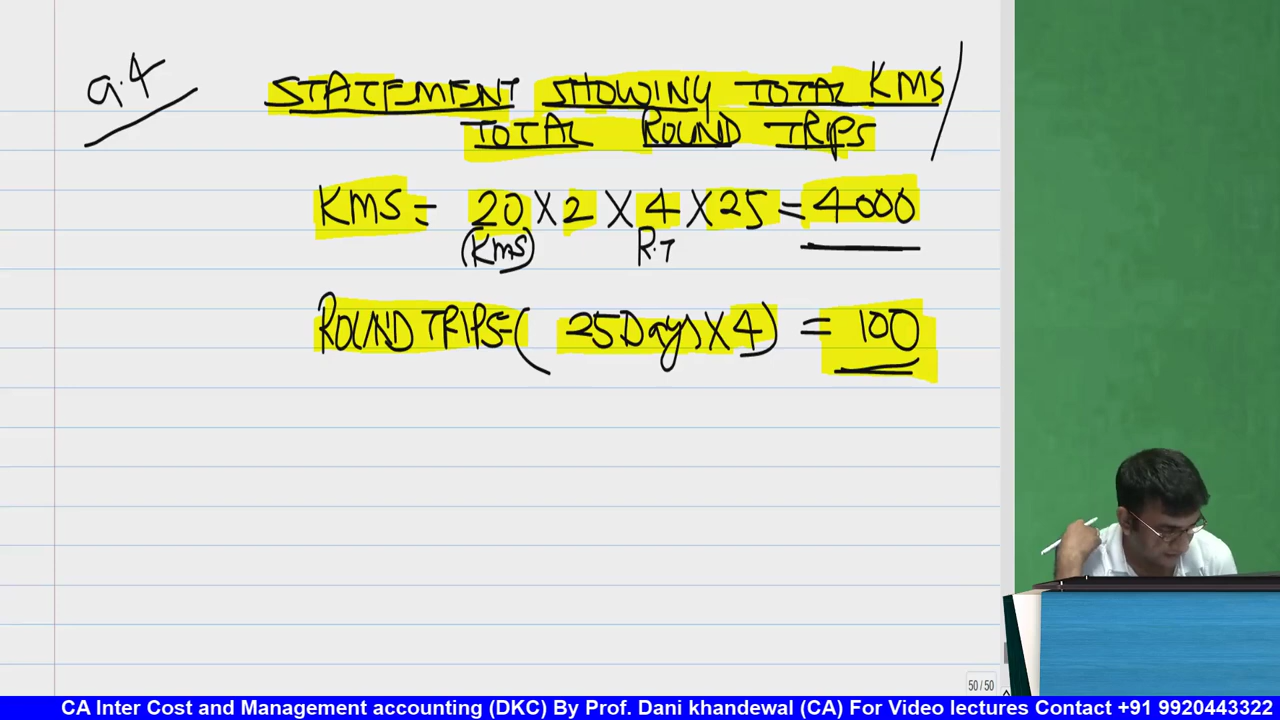 Q.4
STATEMENT SHOWING TOTAL KMS/
TOTAL ROUND TRIPS
KMS = 20 X 2 X 4 X 25 = 4000
(Kms) R.T
ROUND TRIPS=( 25Days X 4) = 100
50 / 50
CA Inter Cost and Management accounting (DKC) By Prof. Dani khandewal (CA) For Video lectures Contact +91 9920443322